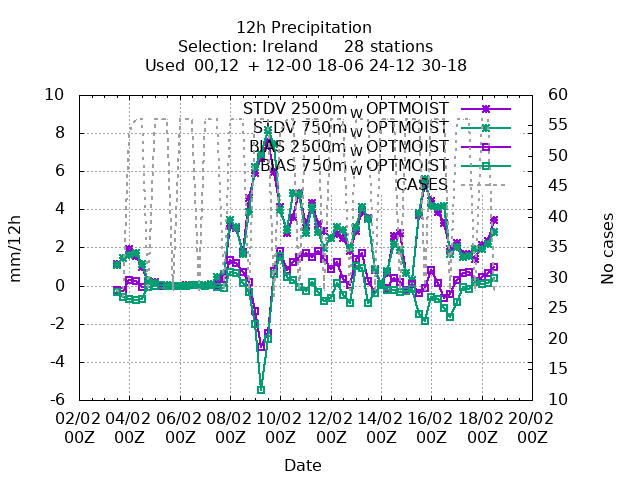 12h Precipitation
Selection: Ireland 28 stations
Used 00,12 + 12-00 18-06 24-12 30-18
STDV 2500m_W OPTMOIST
STDV 750m_W OPTMOIST
BIAS 2500m_W OPTMOIST
BIAS 750m_W OPTMOIST
CASES
10
8
6
4
2
0
-2
-4
-6
mm/12h
60
55
50
45
40
35
30
25
20
15
10
No cases
02/02 04/02 06/02 08/02 10/02 12/02 14/02 16/02 18/02 20/02
00Z 00Z 00Z 00Z 00Z 00Z 00Z 00Z 00Z 00Z
Date